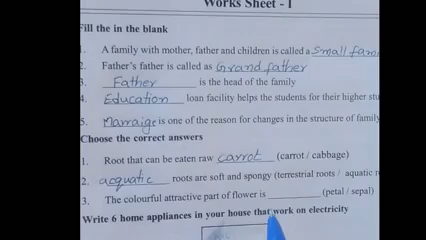 Works Sheet - I
Fill the in the blank
1. A family with mother, father and children is called a Small fam
2. Father's father is called as Grand father
3. Father is the head of the family
4. Education loan facility helps the students for their higher stu
5. Marraige is one of the reason for changes in the structure of family
Choose the correct answers
1. Root that can be eaten raw carrot (carrot / cabbage)
2. acquatic roots are soft and spongy (terrestrial roots / aquatic r
3. The colourful attractive part of flower is (petal / sepal)
Write 6 home appliances in your house that work on electricity